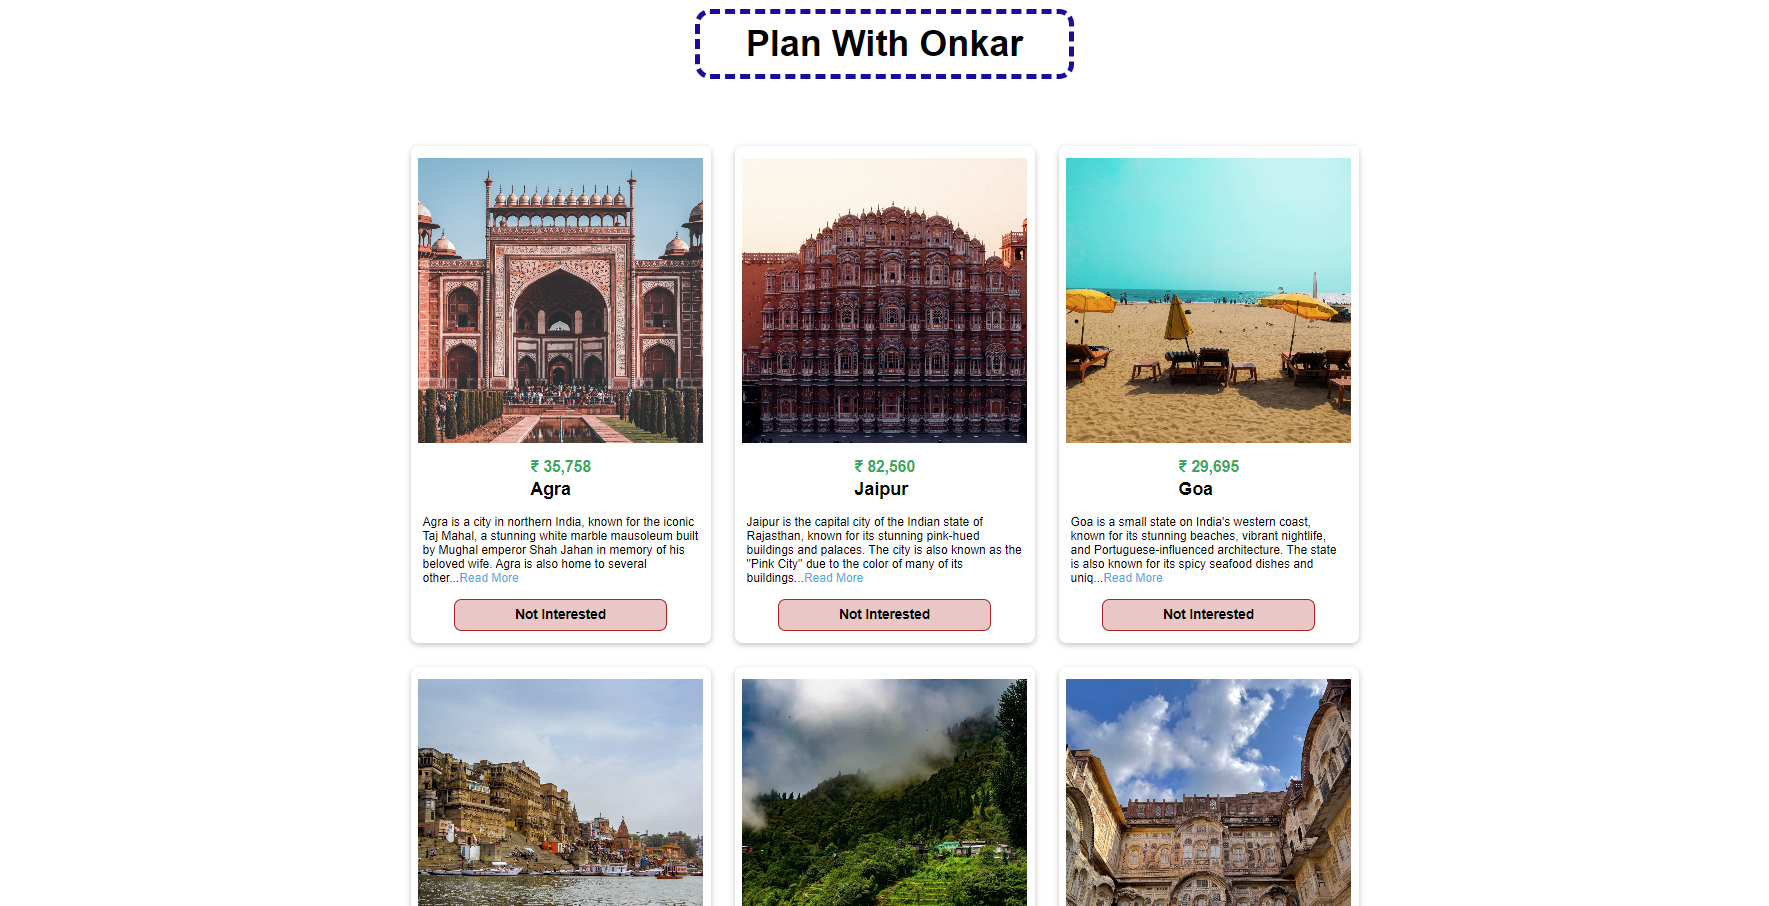 Plan With Onkar
₹ 35,758
Agra
Agra is a city in northern India, known for the iconic
Taj Mahal, a stunning white marble mausoleum built
by Mughal emperor Shah Jahan in memory of his
beloved wife. Agra is also home to several
other...Read More
Not Interested
₹ 82,560
Jaipur
Jaipur is the capital city of the Indian state of
Rajasthan, known for its stunning pink-hued
buildings and palaces. The city is also known as the
"Pink City" due to the color of many of its
buildings...Read More
Not Interested
₹ 29,695
Goa
Goa is a small state on India's western coast,
known for its stunning beaches, vibrant nightlife,
and Portuguese-influenced architecture. The state
is also known for its spicy seafood dishes and
uniq...Read More
Not Interested